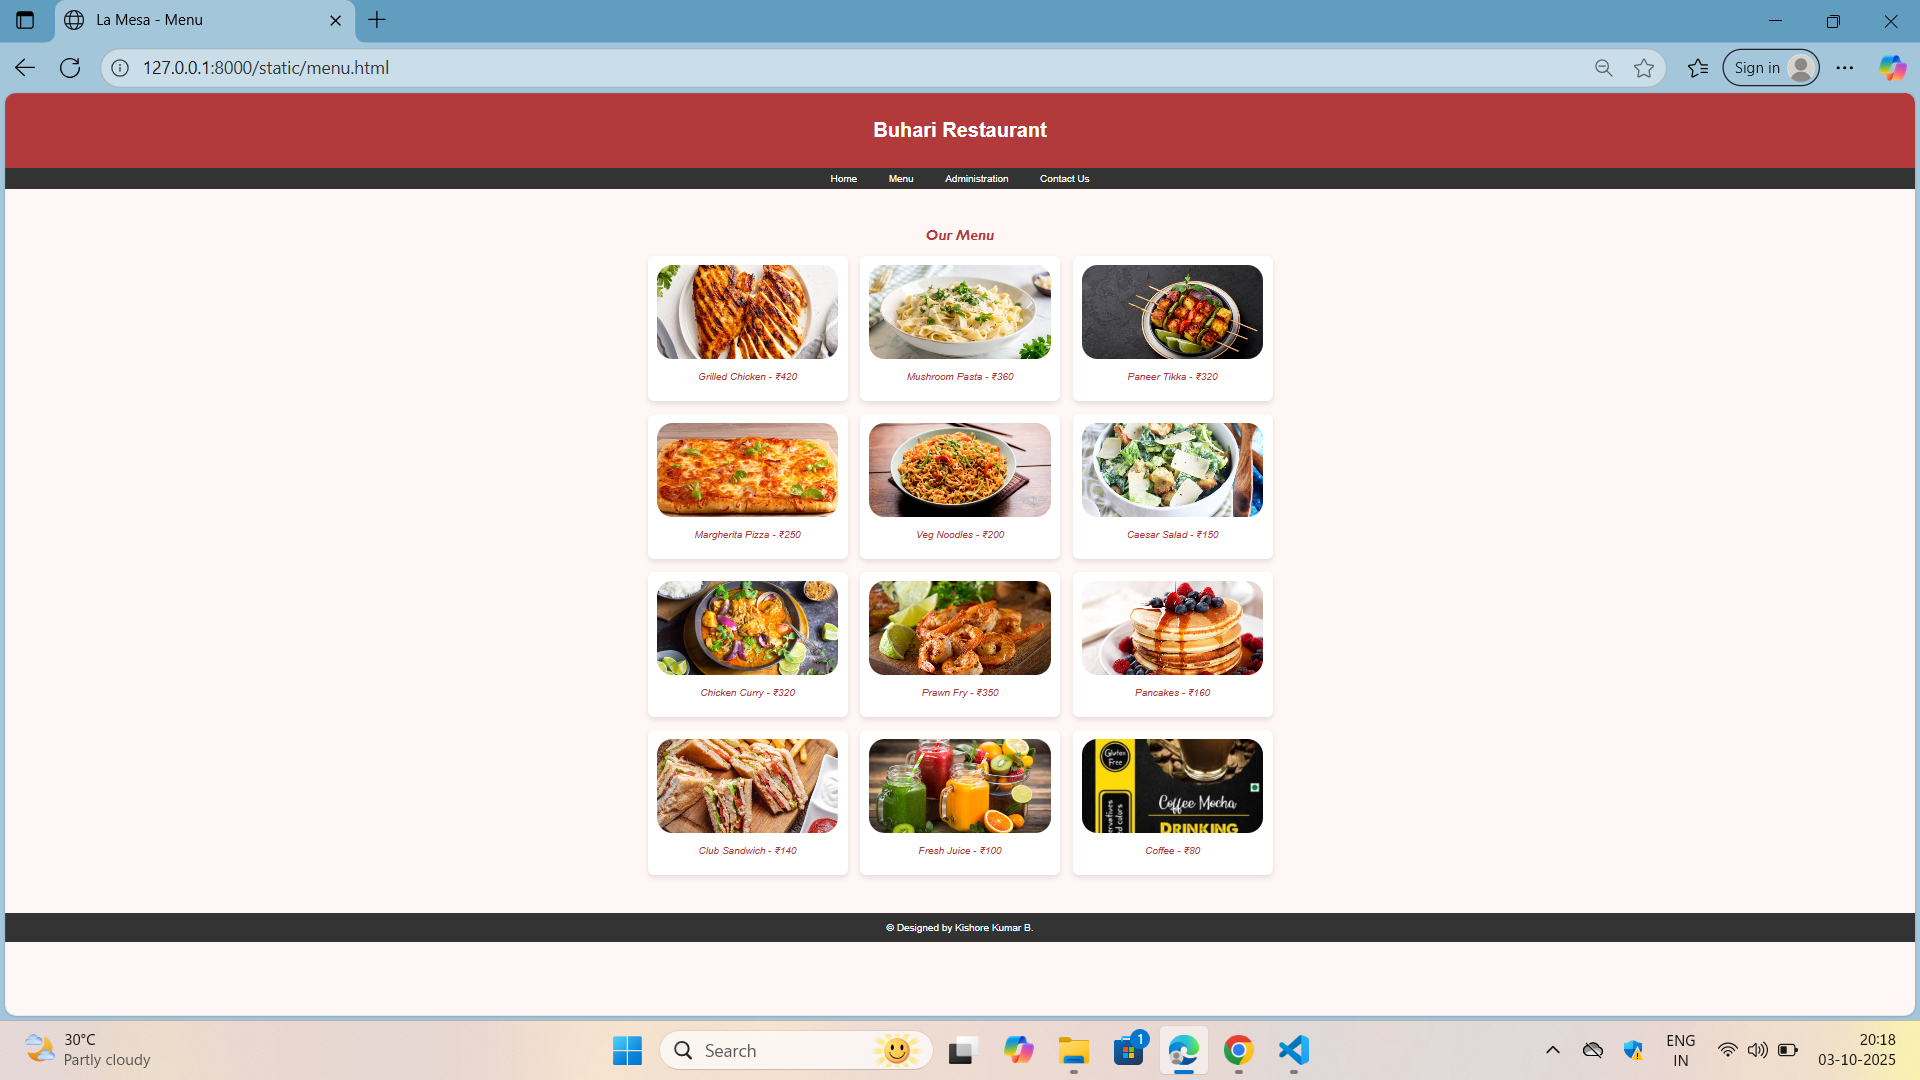 La Mesa - Menu
127.0.0.1:8000/static/menu.html
Sign in
Buhari Restaurant
Home Menu Administration Contact Us
Our Menu
Grilled Chicken - ₹420
Mushroom Pasta - ₹360
Paneer Tikka - ₹320
Margherita Pizza - ₹250
Veg Noodles - ₹200
Caesar Salad - ₹150
Chicken Curry - ₹320
Prawn Fry - ₹350
Pancakes - ₹160
Gluten
Free
Coffee Mocha
DRINKING
Club Sandwich - ₹140
Fresh Juice - ₹100
Coffee - ₹80
© Designed by Kishore Kumar B.
30°C
Partly cloudy
Search
1
ENG
IN
20:18
03-10-2025